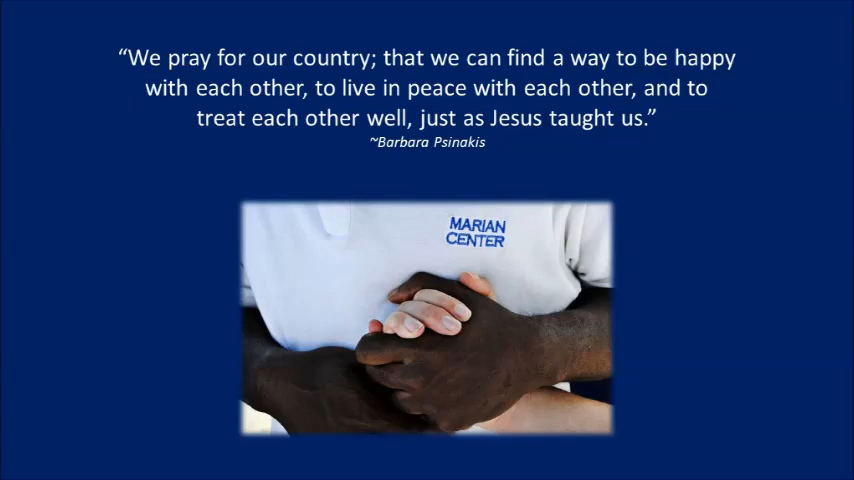 “We pray for our country; that we can find a way to be happy
with each other, to live in peace with each other, and to
treat each other well, just as Jesus taught us.”
~Barbara Psinakis
MARIAN
CENTER